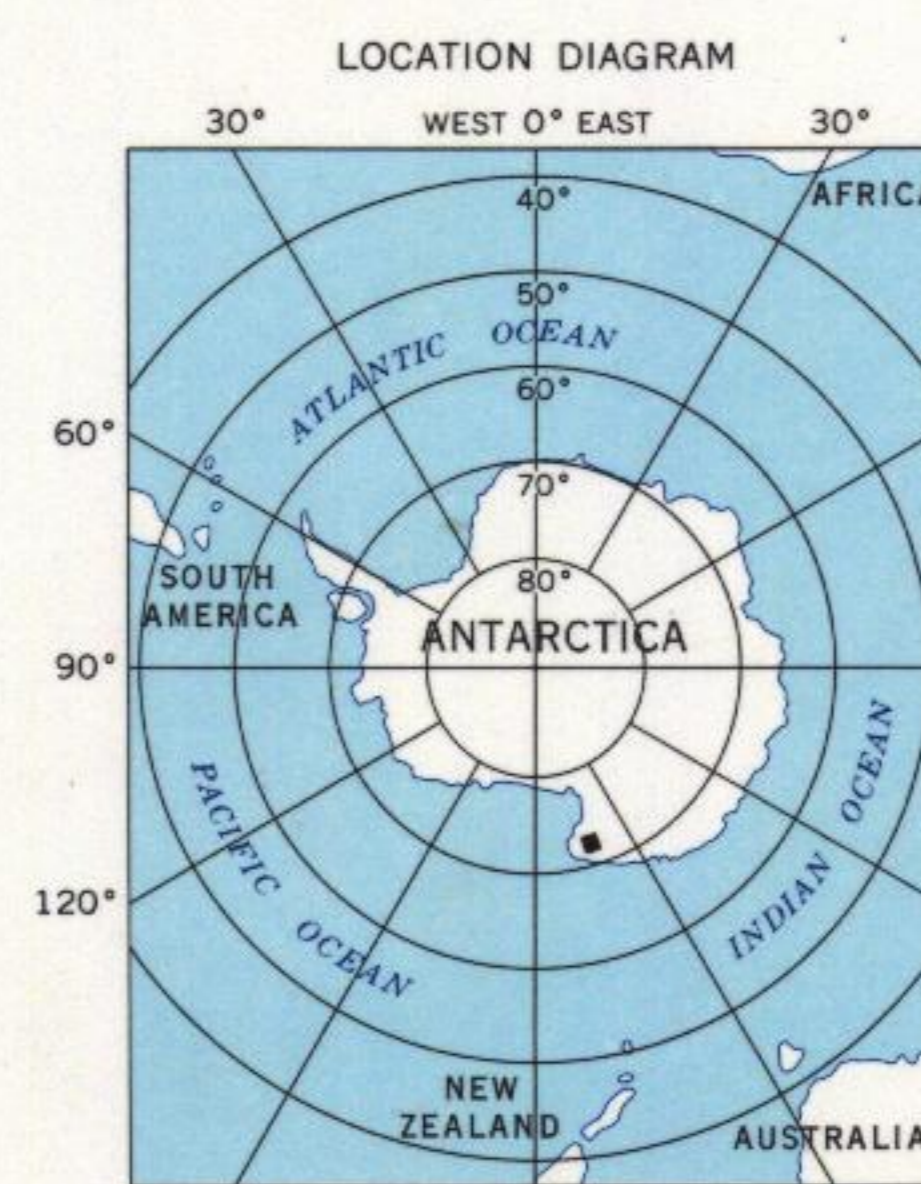 LOCATION DIAGRAM
30° WEST 0° EAST 30°
40°
AFRICA
50°
ATLANTIC OCEAN
60°
60°
70°
80°
SOUTH
AMERICA
ANTARCTICA
90°
PACIFIC OCEAN
INDIAN OCEAN
120°
NEW
ZEALAND
AUSTRALIA